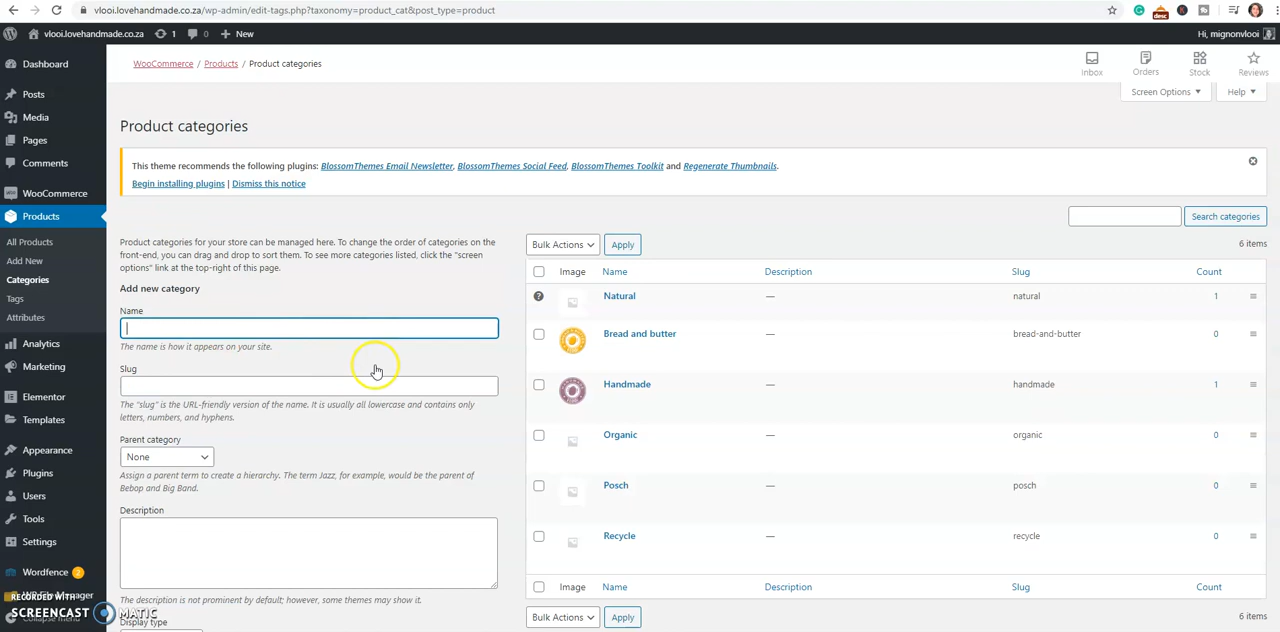 vlooi.lovehandmade.co.za/wp-admin/edit-tags.php?taxonomy=product_cat&post_type=product
desc
vlooi.lovehandmade.co.za 1 0 New
Hi, mignonvlooi
Dashboard
Posts
Media
Pages
Comments
WooCommerce
Products
All Products
Add New
Categories
Tags
Attributes
Analytics
Marketing
Elementor
Templates
Appearance
Plugins
Users
Tools
Settings
Wordfence 2
WP File Manager
Collapse menu
RECORDED WITH
SCREENCAST MATIC
WooCommerce / Products / Product categories
Inbox
Orders
Stock
Reviews
Screen Options
Help
Product categories
This theme recommends the following plugins: BlossomThemes Email Newsletter, BlossomThemes Social Feed, BlossomThemes Toolkit and Regenerate Thumbnails.
Begin installing plugins | Dismiss this notice
Search categories
Product categories for your store can be managed here. To change the order of categories on the
front-end, you can drag and drop to sort them. To see more categories listed, click the "screen
options" link at the top-right of this page.
Add new category
Name
The name is how it appears on your site.
Slug
The "slug" is the URL-friendly version of the name. It is usually all lowercase and contains only
letters, numbers, and hyphens.
Parent category
None
Assign a parent term to create a hierarchy. The term Jazz, for example, would be the parent of
Bebop and Big Band.
Description
The description is not prominent by default; however, some themes may show it.
Display type
Bulk Actions Apply
6 items
Image Name Description Slug Count
Natural — natural 1
Bread and butter — bread-and-butter 0
Handmade — handmade 1
Organic — organic 0
Posch — posch 0
Recycle — recycle 0
Image Name Description Slug Count
Bulk Actions Apply
6 items